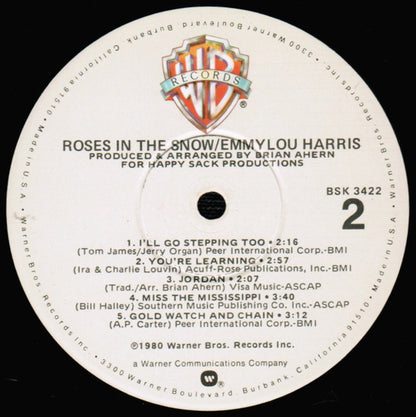 WB
RECORDS
®
ROSES IN THE SNOW/EMMYLOU HARRIS
PRODUCED & ARRANGED BY BRIAN AHERN
FOR HAPPY SACK PRODUCTIONS
BSK 3422
2
1. I'LL GO STEPPING TOO • 2:16
(Tom James/Jerry Organ) Peer International Corp.-BMI
2. YOU'RE LEARNING • 2:57
(Ira & Charlie Louvin) Acuff-Rose Publications, Inc.-BMI
3. JORDAN • 2:07
(Trad./Arr. Brian Ahern) Visa Music-ASCAP
4. MISS THE MISSISSIPPI • 3:40
(Bill Halley) Southern Music Publishing Co. Inc.-ASCAP
5. GOLD WATCH AND CHAIN • 3:12
(A.P. Carter) Peer International Corp.-BMI
℗1980 Warner Bros. Records Inc.
a Warner Communications Company
Warner Bros. Records Inc. • 3300 Warner Boulevard, Burbank, California 91510 • Made in U.S.A. •
Warner Bros. Records Inc. • 3300 Warner Boulevard, Burbank, California 91510 • Made in U.S.A.